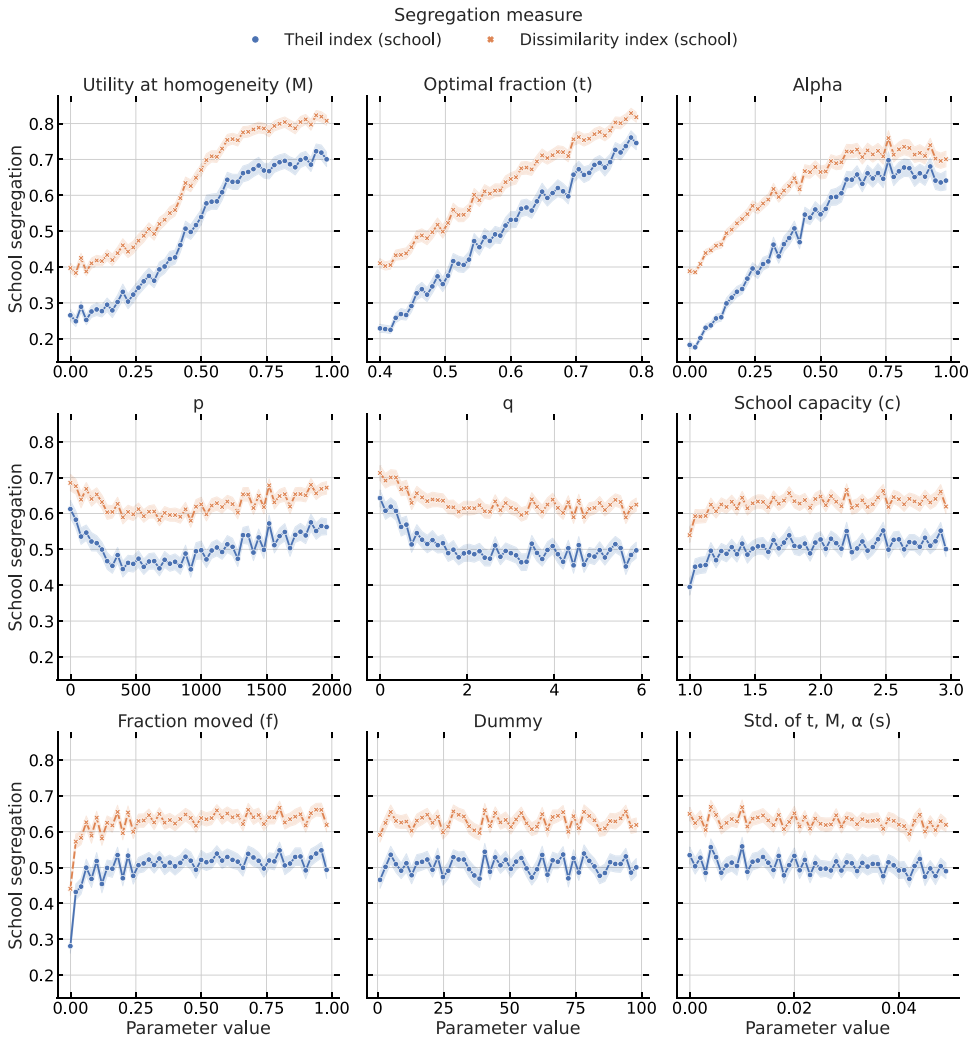 Segregation measure
Theil index (school) Dissimilarity index (school)
Utility at homogeneity (M) Optimal fraction (t) Alpha
School segregation
0.8
0.7
0.6
0.5
0.4
0.3
0.2
0.00 0.25 0.50 0.75 1.00 0.4 0.5 0.6 0.7 0.8 0.00 0.25 0.50 0.75 1.00
p q School capacity (c)
School segregation
0.8
0.7
0.6
0.5
0.4
0.3
0.2
0 500 1000 1500 2000 0 2 4 6 1.0 1.5 2.0 2.5 3.0
Fraction moved (f) Dummy Std. of t, M, α (s)
School segregation
0.8
0.7
0.6
0.5
0.4
0.3
0.2
0.00 0.25 0.50 0.75 1.00 0 25 50 75 100 0.00 0.02 0.04
Parameter value Parameter value Parameter value